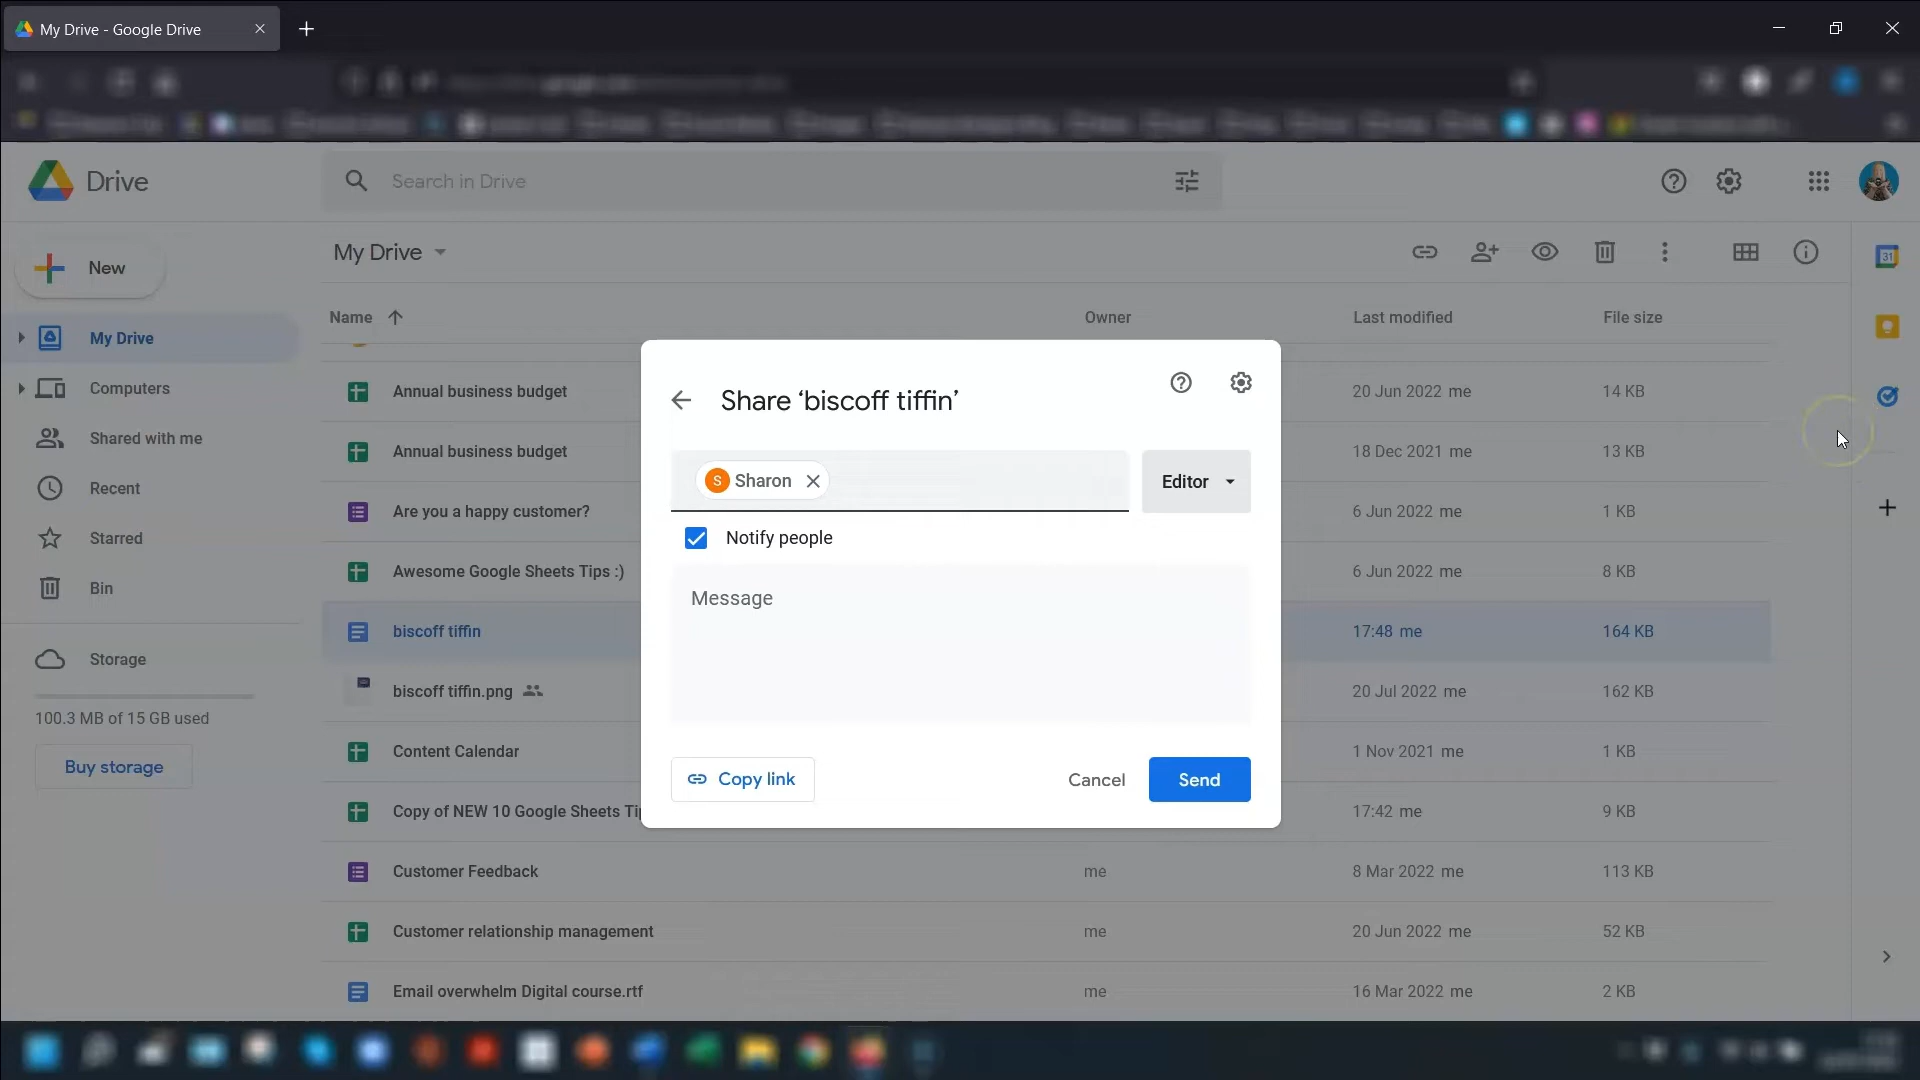 My Drive - Google Drive
Drive
Search in Drive
New
My Drive
Name
Owner
Last modified
File size
My Drive
Computers
Shared with me
Recent
Starred
Bin
Storage
100.3 MB of 15 GB used
Buy storage
Annual business budget
20 Jun 2022 me
14 KB
Annual business budget
18 Dec 2021 me
13 KB
Are you a happy customer?
6 Jun 2022 me
1 KB
Awesome Google Sheets Tips :)
6 Jun 2022 me
8 KB
biscoff tiffin
17:48 me
164 KB
biscoff tiffin.png
20 Jul 2022 me
162 KB
Content Calendar
1 Nov 2021 me
1 KB
Copy of NEW 10 Google Sheets
17:42 me
9 KB
Customer Feedback
me
8 Mar 2022 me
113 KB
Customer relationship management
me
20 Jun 2022 me
52 KB
Email overwhelm Digital course.rtf
me
16 Mar 2022 me
2 KB
Share ‘biscoff tiffin’
S Sharon
Editor
Notify people
Message
Copy link
Cancel
Send
31